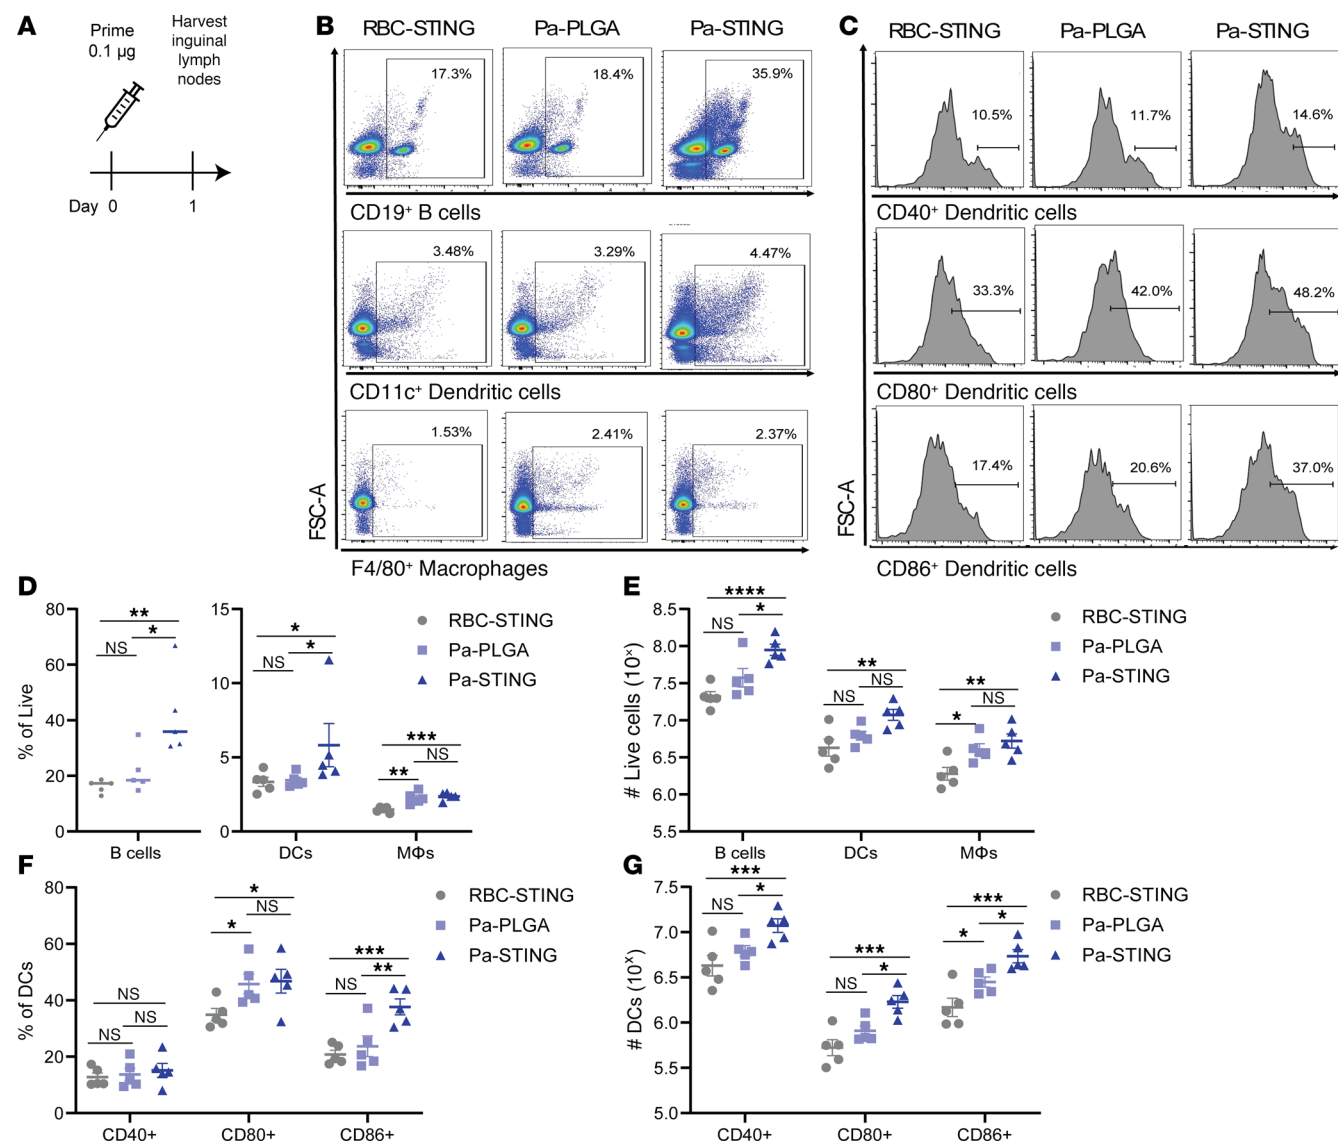 A
Prime
0.1 µg
Harvest
inguinal
lymph
nodes
Day 0 1
B
RBC-STING Pa-PLGA Pa-STING
17.3% 18.4% 35.9%
CD19⁺ B cells
3.48% 3.29% 4.47%
CD11c⁺ Dendritic cells
1.53% 2.41% 2.37%
F4/80⁺ Macrophages
FSC-A
C
RBC-STING Pa-PLGA Pa-STING
10.5% 11.7% 14.6%
CD40⁺ Dendritic cells
33.3% 42.0% 48.2%
CD80⁺ Dendritic cells
17.4% 20.6% 37.0%
CD86⁺ Dendritic cells
FSC-A
D
% of Live
80
60
40
20
0
**
*
NS
B cells
15
10
5
0
*
*
NS
***
NS
**
DCs MΦs
RBC-STING
Pa-PLGA
Pa-STING
E
# Live cells (10ˣ)
8.5
8.0
7.5
7.0
6.5
6.0
5.5
****
*
NS
**
NS
NS
**
NS
*
B cells DCs MΦs
RBC-STING
Pa-PLGA
Pa-STING
F
% of DCs
80
60
40
20
0
NS
NS
NS
*
NS
*
***
**
NS
CD40+ CD80+ CD86+
RBC-STING
Pa-PLGA
Pa-STING
G
# DCs (10ˣ)
7.5
7.0
6.5
6.0
5.5
5.0
***
*
NS
***
*
NS
***
*
*
CD40+ CD80+ CD86+
RBC-STING
Pa-PLGA
Pa-STING